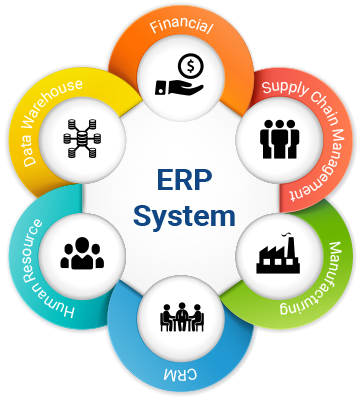 Financial
Supply Chain Management
Manufacturing
CRM
Human Resource
Data Warehouse
ERP
System
$